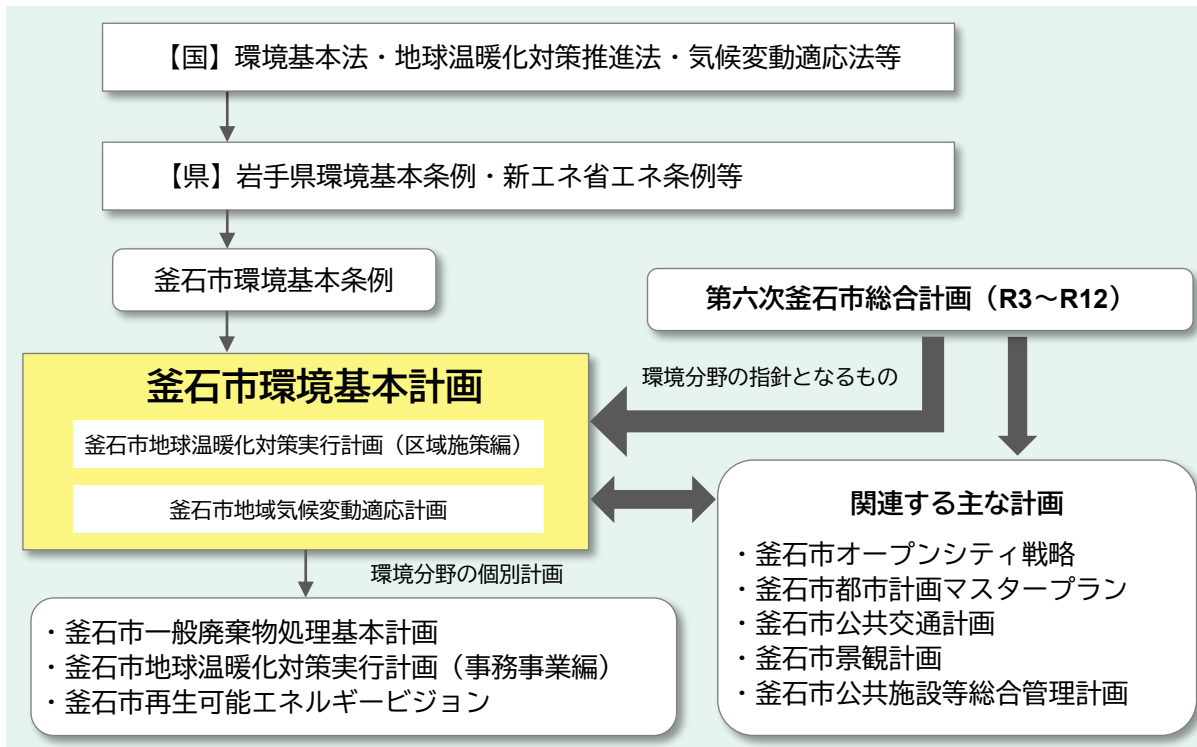 【国】環境基本法・地球温暖化対策推進法・気候変動適応法等
【県】岩手県環境基本条例・新エネ省エネ条例等
釜石市環境基本条例
第六次釜石市総合計画（R3～R12）
環境分野の指針となるもの
釜石市環境基本計画
釜石市地球温暖化対策実行計画（区域施策編）
釜石市地域気候変動適応計画
環境分野の個別計画
・釜石市一般廃棄物処理基本計画
・釜石市地球温暖化対策実行計画（事務事業編）
・釜石市再生可能エネルギービジョン
関連する主な計画
・釜石市オープンシティ戦略
・釜石市都市計画マスタープラン
・釜石市公共交通計画
・釜石市景観計画
・釜石市公共施設等総合管理計画